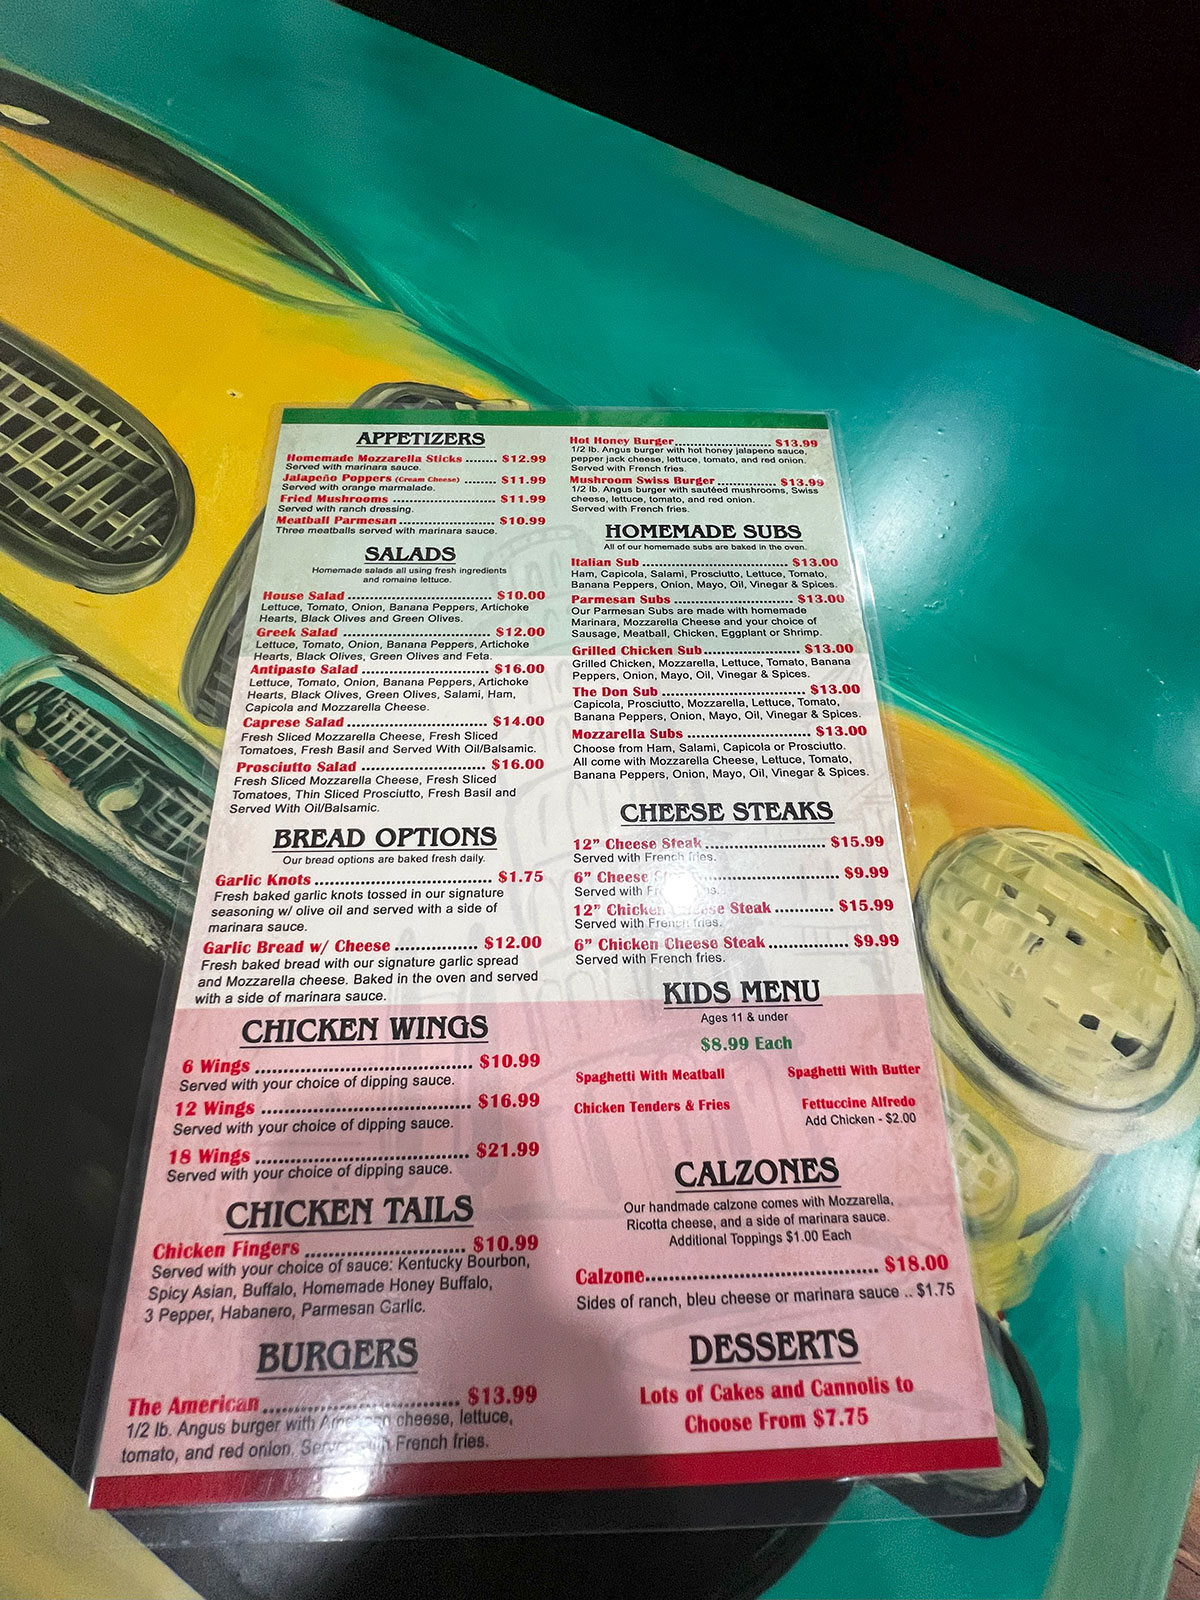 APPETIZERS
Homemade Mozzarella Sticks ........ $12.99
Served with marinara sauce.
Jalapeño Poppers (Cream Cheese) ........ $11.99
Served with orange marmalade.
Fried Mushrooms ........................... $11.99
Served with ranch dressing.
Meatball Parmesan ........................ $10.99
Three meatballs served with marinara sauce.
SALADS
Homemade salads all using fresh ingredients
and romaine lettuce.
House Salad ............................... $10.00
Lettuce, Tomato, Onion, Banana Peppers, Artichoke
Hearts, Black Olives and Green Olives.
Greek Salad ............................... $12.00
Lettuce, Tomato, Onion, Banana Peppers, Artichoke
Hearts, Black Olives, Green Olives and Feta.
Antipasto Salad ........................... $16.00
Lettuce, Tomato, Onion, Banana Peppers, Artichoke
Hearts, Black Olives, Green Olives, Salami, Ham,
Capicola and Mozzarella Cheese.
Caprese Salad ............................. $14.00
Fresh Sliced Mozzarella Cheese, Fresh Sliced
Tomatoes, Fresh Basil and Served With Oil/Balsamic.
Prosciutto Salad .......................... $16.00
Fresh Sliced Mozzarella Cheese, Fresh Sliced
Tomatoes, Thin Sliced Prosciutto, Fresh Basil and
Served With Oil/Balsamic.
BREAD OPTIONS
Our bread options are baked fresh daily.
Garlic Knots ................................ $1.75
Fresh baked garlic knots tossed in our signature
seasoning w/ olive oil and served with a side of
marinara sauce.
Garlic Bread w/ Cheese .............. $12.00
Fresh baked bread with our signature garlic spread
and Mozzarella cheese. Baked in the oven and served
with a side of marinara sauce.
CHICKEN WINGS
6 Wings ...................................... $10.99
Served with your choice of dipping sauce.
12 Wings .................................... $16.99
Served with your choice of dipping sauce.
18 Wings .................................... $21.99
Served with your choice of dipping sauce.
CHICKEN TAILS
Chicken Fingers .......................... $10.99
Served with your choice of sauce: Kentucky Bourbon,
Spicy Asian, Buffalo, Homemade Honey Buffalo,
3 Pepper, Habanero, Parmesan Garlic.
BURGERS
The American ............................... $13.99
1/2 lb. Angus burger with American cheese, lettuce,
tomato, and red onion. Served with French fries.
Hot Honey Burger ........................ $13.99
1/2 lb. Angus burger with hot honey jalapeno sauce,
pepper jack cheese, lettuce, tomato, and red onion.
Served with French fries.
Mushroom Swiss Burger ................ $13.99
1/2 lb. Angus burger with sautéed mushrooms, Swiss
cheese, lettuce, tomato, and red onion.
Served with French fries.
HOMEMADE SUBS
All of our homemade subs are baked in the oven.
Italian Sub ................................... $13.00
Ham, Capicola, Salami, Prosciutto, Lettuce, Tomato,
Banana Peppers, Onion, Mayo, Oil, Vinegar & Spices.
Parmesan Subs ............................ $13.00
Our Parmesan Subs are made with homemade
Marinara, Mozzarella Cheese and your choice of
Sausage, Meatball, Chicken, Eggplant or Shrimp.
Grilled Chicken Sub ...................... $13.00
Grilled Chicken, Mozzarella, Lettuce, Tomato, Banana
Peppers, Onion, Mayo, Oil, Vinegar & Spices.
The Don Sub ................................ $13.00
Capicola, Prosciutto, Mozzarella, Lettuce, Tomato,
Banana Peppers, Onion, Mayo, Oil, Vinegar & Spices.
Mozzarella Subs ........................... $13.00
Choose from Ham, Salami, Capicola or Prosciutto.
All come with Mozzarella Cheese, Lettuce, Tomato,
Banana Peppers, Onion, Mayo, Oil, Vinegar & Spices.
CHEESE STEAKS
12" Cheese Steak .......................... $15.99
Served with French fries.
6" Cheese ........................ $9.99
Served with
12" Chicken Cheese Steak ............ $15.99
Served with French fries.
6" Chicken Cheese Steak ................ $9.99
Served with French fries.
KIDS MENU
Ages 11 & under
$8.99 Each
Spaghetti With Meatball
Spaghetti With Butter
Chicken Tenders & Fries
Fettuccine Alfredo
Add Chicken - $2.00
CALZONES
Our handmade calzone comes with Mozzarella,
Ricotta cheese, and a side of marinara sauce.
Additional Toppings $1.00 Each
Calzone ....................................... $18.00
Sides of ranch, bleu cheese or marinara sauce .. $1.75
DESSERTS
Lots of Cakes and Cannolis to
Choose From $7.75